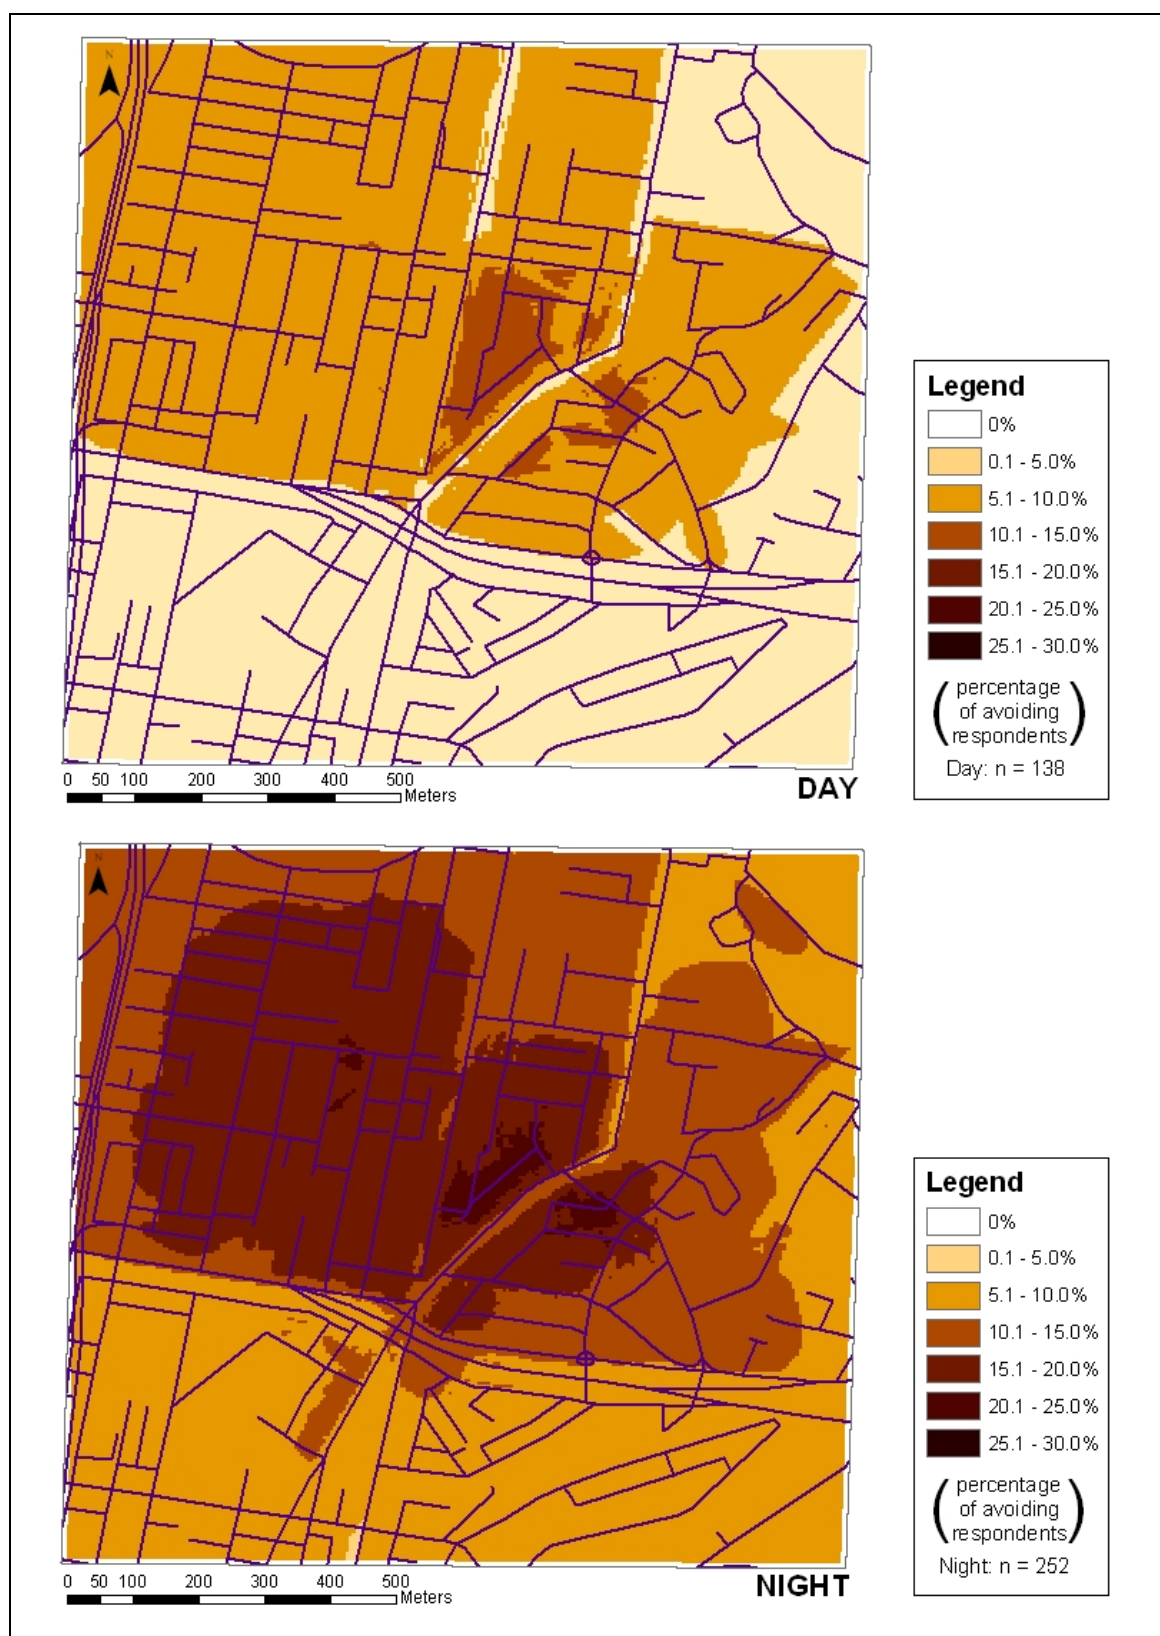 N
0 50 100 200 300 400 500
Meters
DAY
Legend
0%
0.1 - 5.0%
5.1 - 10.0%
10.1 - 15.0%
15.1 - 20.0%
20.1 - 25.0%
25.1 - 30.0%
(percentage
of avoiding
respondents)
Day: n = 138
N
0 50 100 200 300 400 500
Meters
NIGHT
Legend
0%
0.1 - 5.0%
5.1 - 10.0%
10.1 - 15.0%
15.1 - 20.0%
20.1 - 25.0%
25.1 - 30.0%
(percentage
of avoiding
respondents)
Night: n = 252